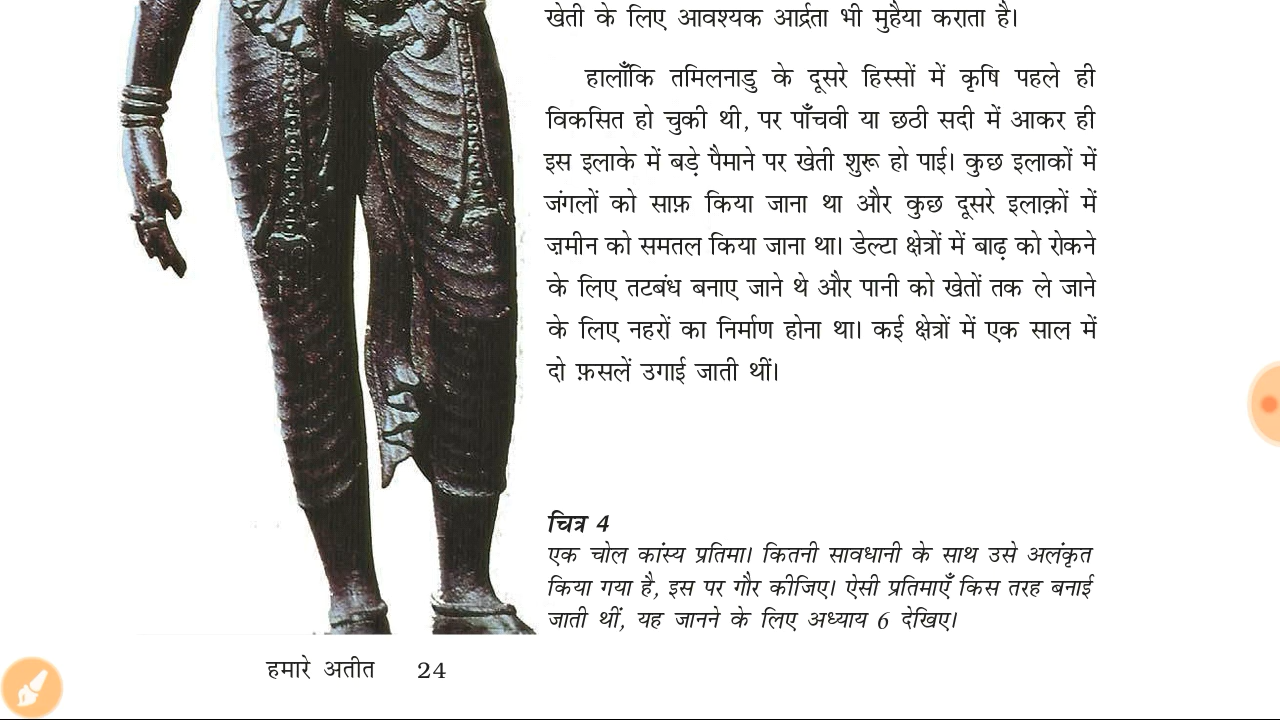 खेती के लिए आवश्यक आर्द्रता भी मुहैया कराता है।
हालाँकि तमिलनाडु के दूसरे हिस्सों में कृषि पहले ही
विकसित हो चुकी थी, पर पाँचवी या छठी सदी में आकर ही
इस इलाके में बड़े पैमाने पर खेती शुरू हो पाई। कुछ इलाकों में
जंगलों को साफ़ किया जाना था और कुछ दूसरे इलाक़ों में
ज़मीन को समतल किया जाना था। डेल्टा क्षेत्रों में बाढ़ को रोकने
के लिए तटबंध बनाए जाने थे और पानी को खेतों तक ले जाने
के लिए नहरों का निर्माण होना था। कई क्षेत्रों में एक साल में
दो फ़सलें उगाई जाती थीं।
चित्र 4
एक चोल कांस्य प्रतिमा। कितनी सावधानी के साथ उसे अलंकृत
किया गया है, इस पर गौर कीजिए। ऐसी प्रतिमाएँ किस तरह बनाई
जाती थीं, यह जानने के लिए अध्याय 6 देखिए।
हमारे अतीत 24